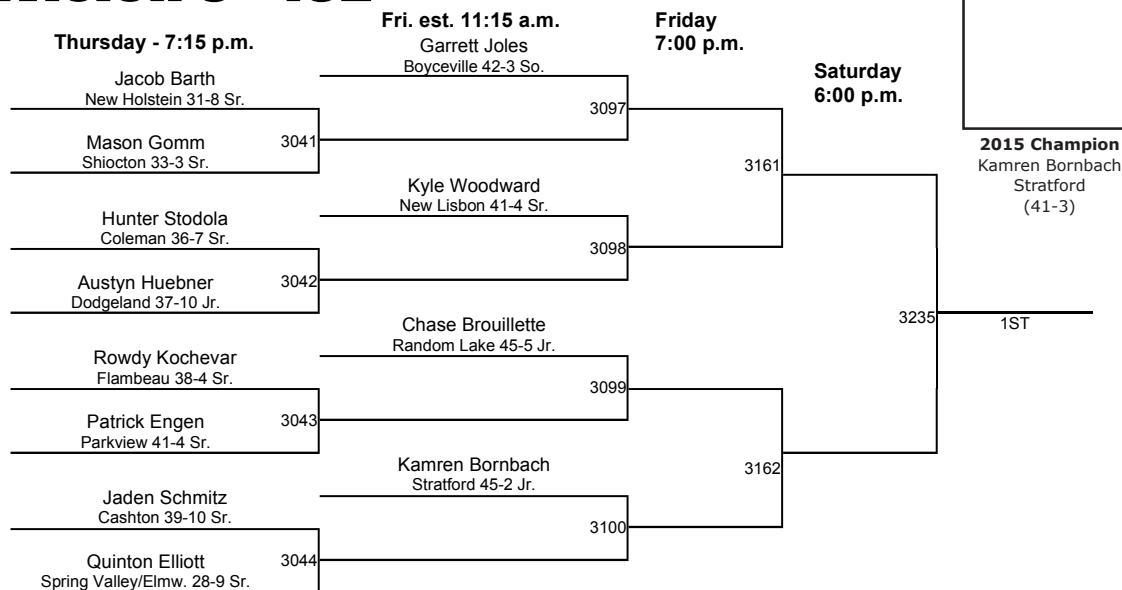 Thursday - 7:15 p.m.
Jacob Barth
New Holstein 31-8 Sr.
Mason Gomm
Shiocton 33-3 Sr.
3041
Hunter Stodola
Coleman 36-7 Sr.
Austyn Huebner
Dodgeland 37-10 Jr.
3042
Rowdy Kochevar
Flambeau 38-4 Sr.
Patrick Engen
Parkview 41-4 Sr.
3043
Jaden Schmitz
Cashton 39-10 Sr.
Quinton Elliott
Spring Valley/Elmw. 28-9 Sr.
3044
Fri. est. 11:15 a.m.
Garrett Joles
Boyceville 42-3 So.
3097
Kyle Woodward
New Lisbon 41-4 Sr.
3098
Chase Brouillette
Random Lake 45-5 Jr.
3099
Kamren Bornbach
Stratford 45-2 Jr.
3100
Friday
7:00 p.m.
3161
3162
Saturday
6:00 p.m.
3235
1ST
2015 Champion
Kamren Bornbach
Stratford
(41-3)